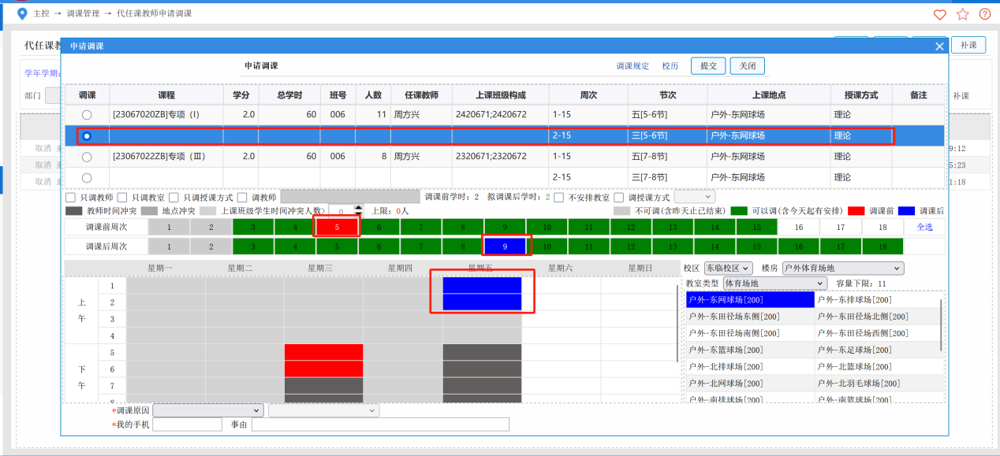 主控 → 调课管理 → 代任课教师申请调课
代任课教
申请调课
补课
申请调课
调课规定 校历 提交 关闭
学年学期:
部门
补课
调课 课程 学分 总学时 班号 人数 任课教师 上课班级构成 周次 节次 上课地点 授课方式 备注
[23067020ZB]专项（I） 2.0 60 006 11 周方兴 2420671;2420672 1-15 五[5-6节] 户外-东网球场 理论
2-15 三[5-6节] 户外-东网球场 理论
[23067022ZB]专项（Ⅲ） 2.0 60 006 8 周方兴 2320671;2320672 1-15 五[7-8节] 户外-东网球场 理论
2-15 三[7-8节] 户外-东网球场 理论
取消
9:12
取消
5:23
取消
1:18
只调教师 只调教室 只调授课方式 调教师 调课前学时: 2 拟调课后学时: 2 不安排教室 调授课方式
教师时间冲突 地点冲突 上课班级学生时间冲突人数> 0 上限: 0人 不可调(含昨天止已结束) 可以调(含今天起有安排) 调课前 调课后
调课前周次 1 2 3 4 5 6 7 8 9 10 11 12 13 14 15 16 17 18 全选
调课后周次 1 2 3 4 5 6 7 8 9 10 11 12 13 14 15 16 17 18
星期一 星期二 星期三 星期四 星期五 星期六 星期日
校区 东临校区 楼房 户外体育场地
教室类型 体育场地 容量下限: 11
上午
1
2
3
4
下午
5
6
7
8
户外-东网球场[200] 户外-东排球场[200]
户外-东田径场东侧[200] 户外-东田径场北侧[200]
户外-东田径场南侧[200] 户外-东田径场西侧[200]
户外-东篮球场[200] 户外-东足球场[200]
户外-北排球场[200] 户外-北篮球场[200]
户外-北网球场[200] 户外-北羽毛球场[200]
户外-南排球场[200] 户外-南篮球场[200]
*调课原因
*我的手机 事由